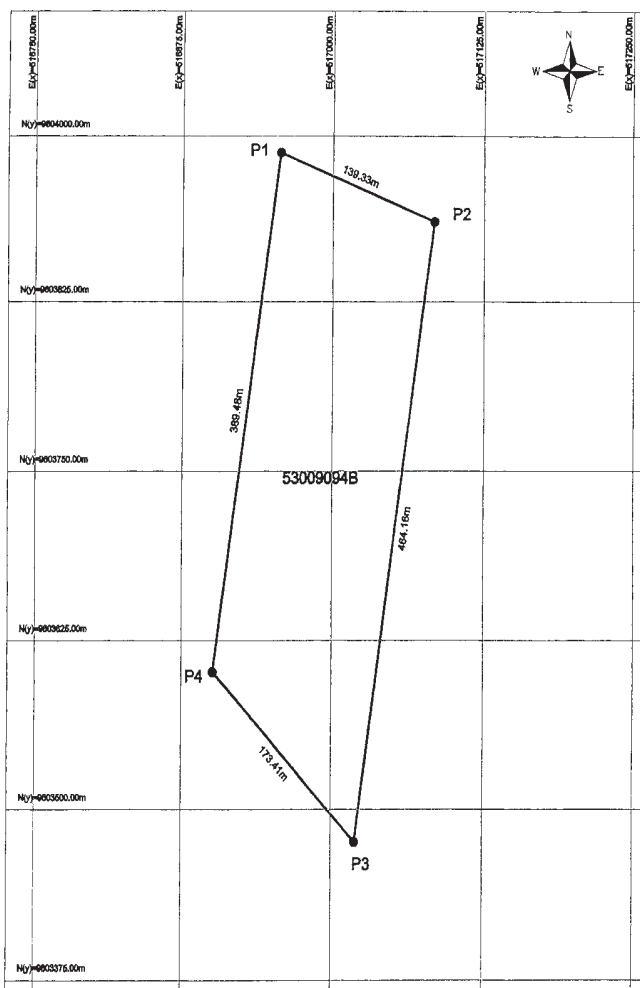 E(x)=516750.00m
E(x)=516875.00m
E(x)=517000.00m
E(x)=517125.00m
E(x)=517250.00m
N
W E
S
N(y)=9604000.00m
P1
139.33m
P2
N(y)=9603825.00m
389.48m
N(y)=9603750.00m
53009094B
464.16m
N(y)=9603625.00m
P4
173.41m
N(y)=9603500.00m
P3
N(y)=9603375.00m